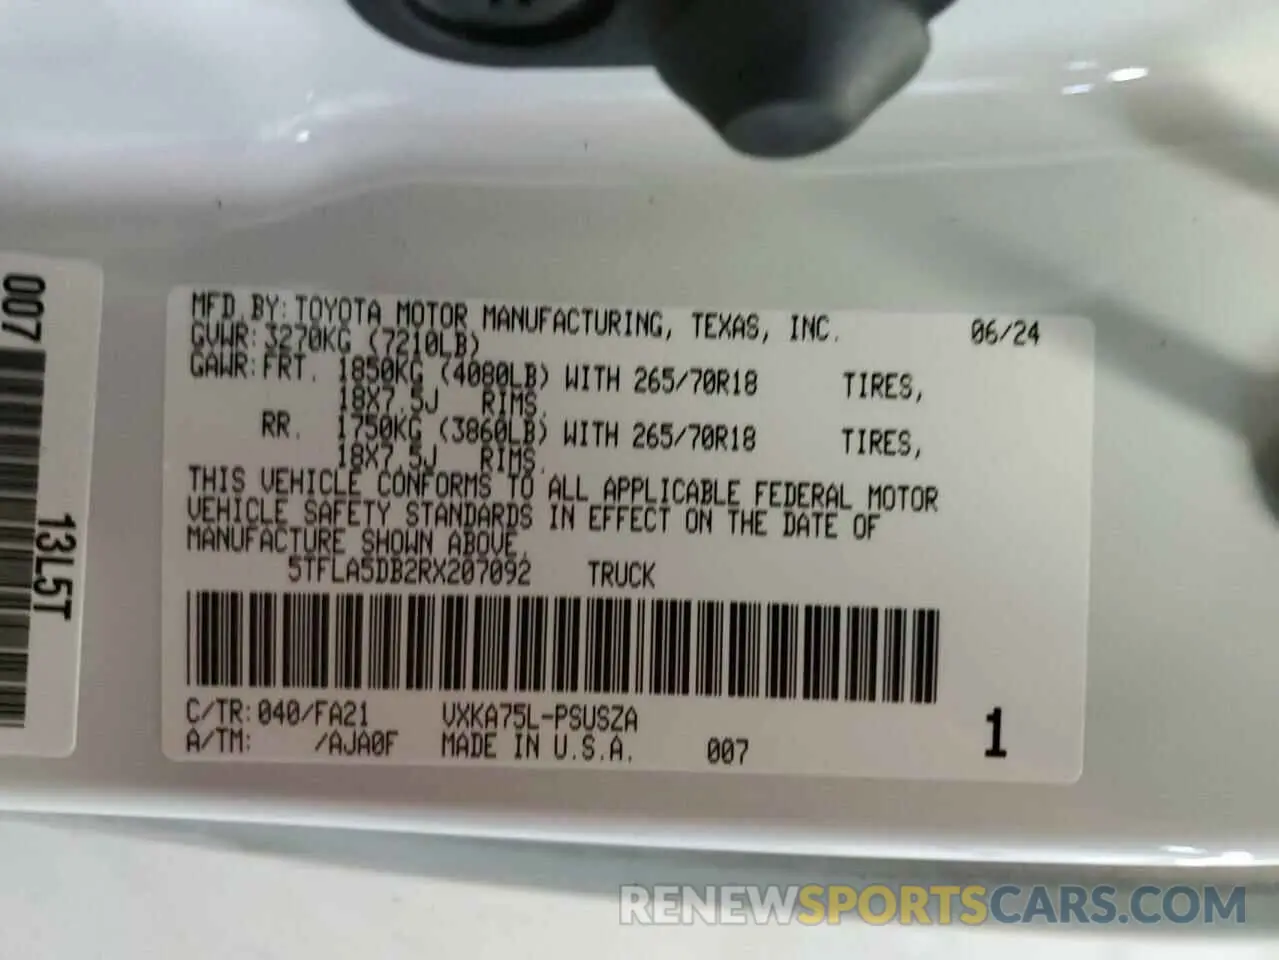 MFD. BY: TOYOTA MOTOR MANUFACTURING, TEXAS, INC. 06/24
GVWR: 3270KG (7210LB)
GAWR: FRT. 1850KG (4080LB) WITH 265/70R18 TIRES,
18X7.5J RIMS.
RR. 1750KG (3860LB) WITH 265/70R18 TIRES,
18X7.5J RIMS.
THIS VEHICLE CONFORMS TO ALL APPLICABLE FEDERAL MOTOR
VEHICLE SAFETY STANDARDS IN EFFECT ON THE DATE OF
MANUFACTURE SHOWN ABOVE.
5TFLA5DB2RX207092 TRUCK
C/TR: 040/FA21 VXKA75L-PSUSZA
A/TM: /AJA0F MADE IN U.S.A. 007
1
007
13L5T
RENEWSPORTSCARS.COM